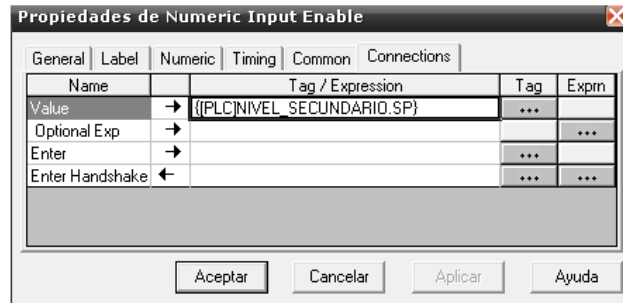 Propiedades de Numeric Input Enable
General Label Numeric Timing Common Connections
Name Tag / Expression Tag Exprn
Value {[PLC]NIVEL_SECUNDARIO.SP} ...
Optional Exp ...
Enter ...
Enter Handshake ... ...
Aceptar Cancelar Aplicar Ayuda